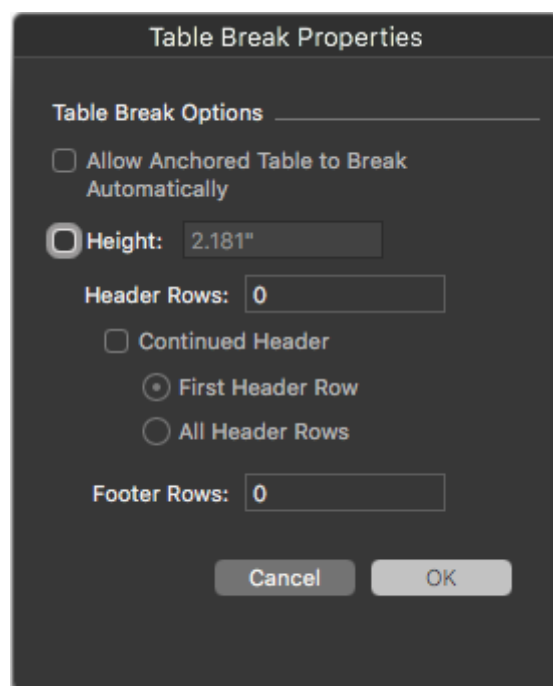 Table Break Properties
Table Break Options
Allow Anchored Table to Break
Automatically
Height: 2.181"
Header Rows: 0
Continued Header
First Header Row
All Header Rows
Footer Rows: 0
Cancel OK